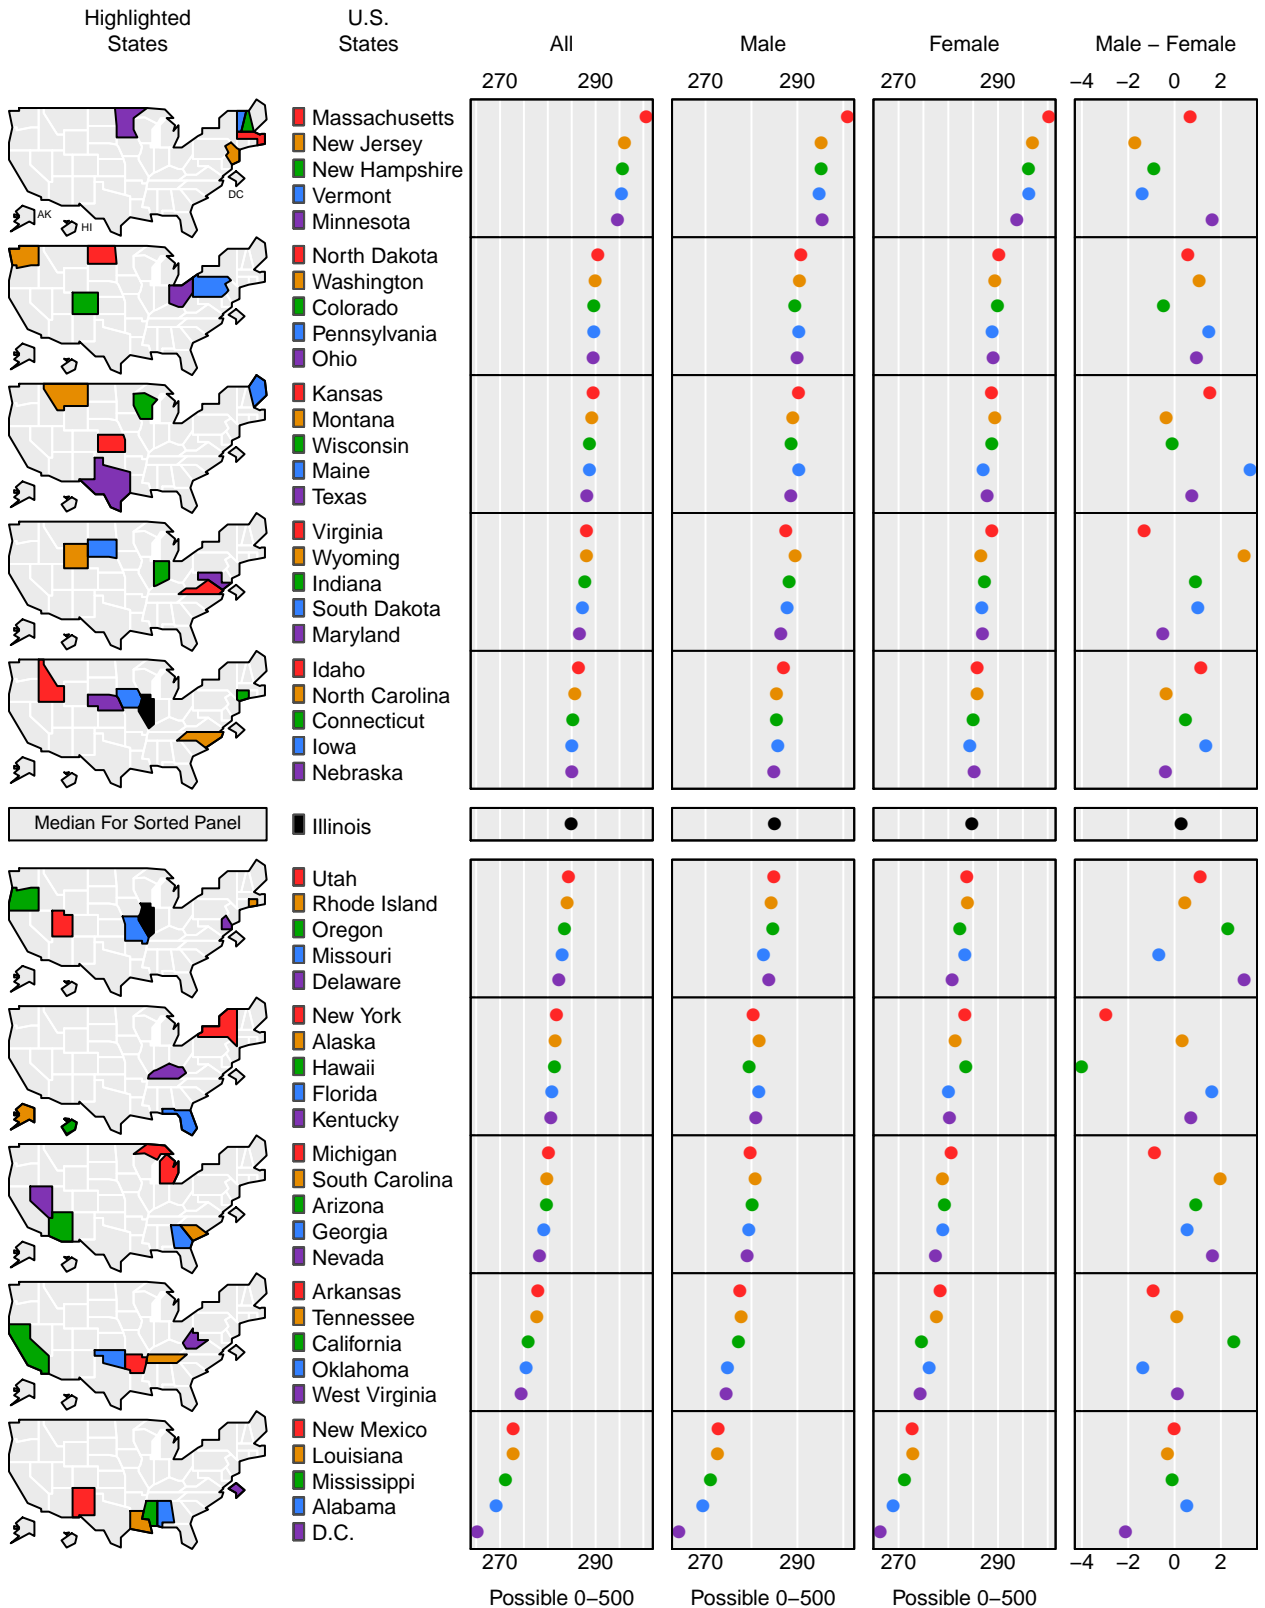 Highlighted
States
U.S.
States
All
Male
Female
Male − Female
270 290
270 290
270 290
−4 −2 0 2
Massachusetts
New Jersey
New Hampshire
Vermont
Minnesota
DC
AK
HI
North Dakota
Washington
Colorado
Pennsylvania
Ohio
Kansas
Montana
Wisconsin
Maine
Texas
Virginia
Wyoming
Indiana
South Dakota
Maryland
Idaho
North Carolina
Connecticut
Iowa
Nebraska
Median For Sorted Panel
Illinois
Utah
Rhode Island
Oregon
Missouri
Delaware
New York
Alaska
Hawaii
Florida
Kentucky
Michigan
South Carolina
Arizona
Georgia
Nevada
Arkansas
Tennessee
California
Oklahoma
West Virginia
New Mexico
Louisiana
Mississippi
Alabama
D.C.
270 290
270 290
270 290
−4 −2 0 2
Possible 0−500
Possible 0−500
Possible 0−500